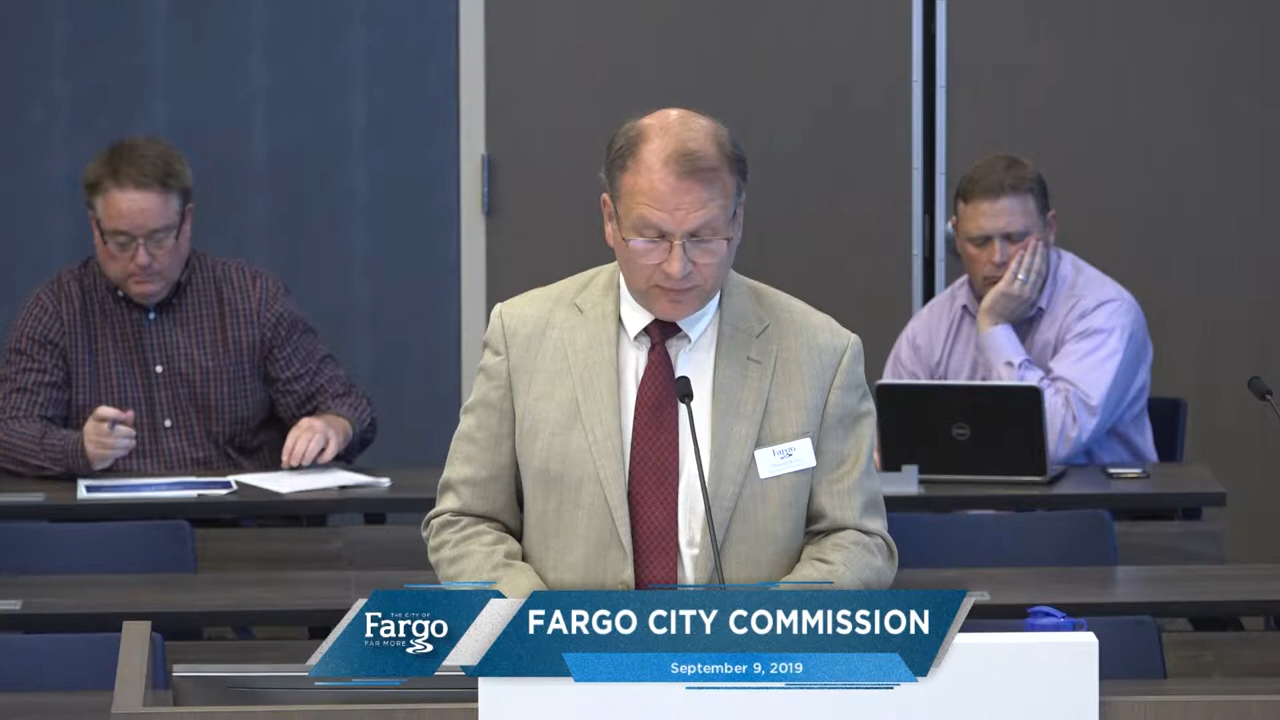 Fargo
DELL
THE CITY OF
Fargo
FAR MORE
FARGO CITY COMMISSION
September 9, 2019